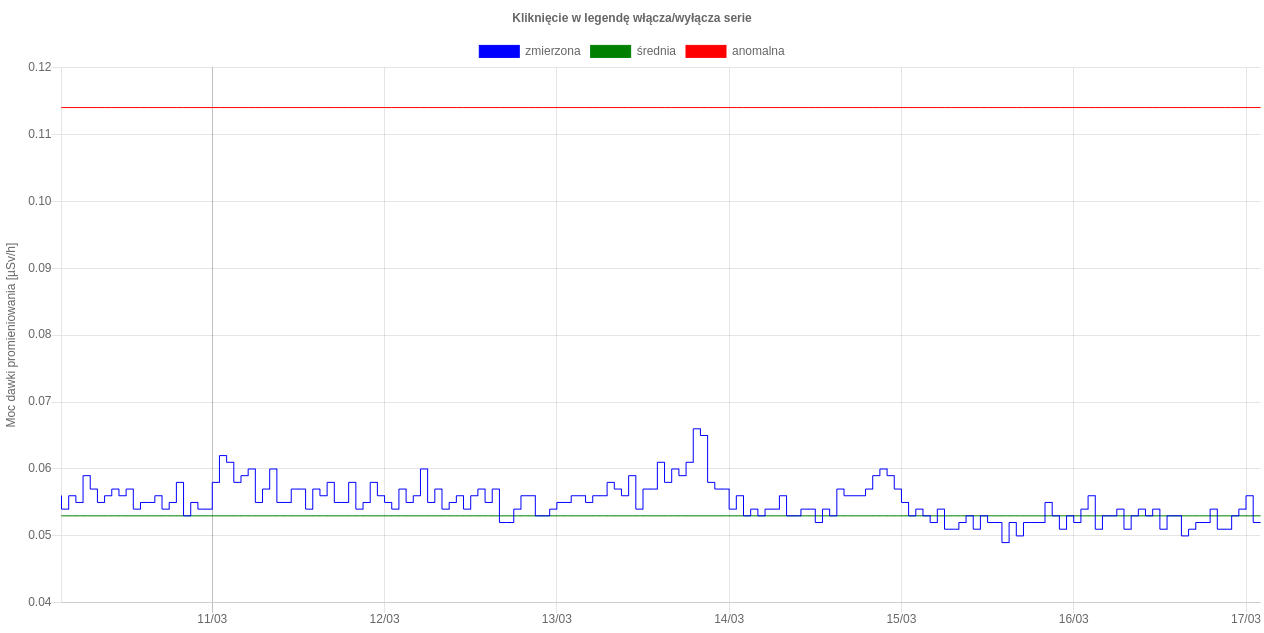 Kliknięcie w legendę włącza/wyłącza serie
zmierzona średnia anomalna
Moc dawki promieniowania [µSv/h]
0.12
0.11
0.10
0.09
0.08
0.07
0.06
0.05
0.04
11/03 12/03 13/03 14/03 15/03 16/03 17/03